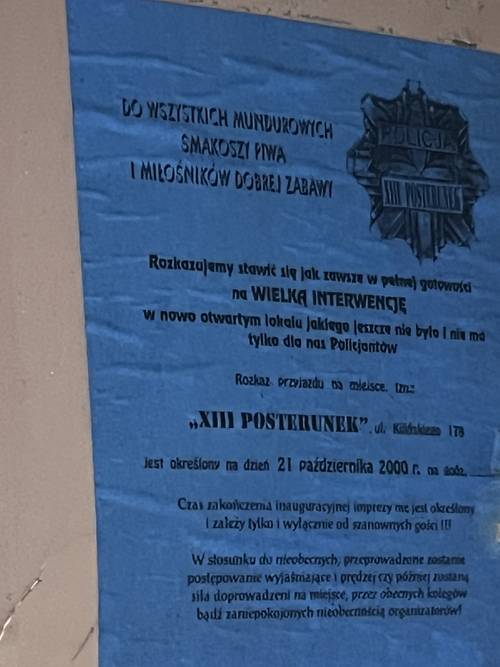 DO WSZYSTKICH MUNDUROWYCH
SMAKOSZY PIWA
I MIŁOŚNIKÓW DOBREJ ZABAWY
POLICJA
XIII POSTERUNEK
Rozkazujemy stawić się jak zawsze w pełnej gotowości
na WIELKĄ INTERWENCJĘ
w nowo otwartym lokalu jakiego jeszcze nie było i nie ma
tylko dla nas Policjantów
Rozkaz przyjazdu na miejsce, tzn.:
„XIII POSTERUNEK”, ul. Kilińskiego 178
jest określony na dzień 21 października 2000 r. na godz.
Czas zakończenia inauguracyjnej imprezy nie jest określony
i zależy tylko i wyłącznie od szanownych gości !!!
W stosunku do nieobecnych, przeprowadzone zostanie
postępowanie wyjaśniające i prędzej czy później zostaną
siłą doprowadzeni na miejsce, przez obecnych kolegów
bądź zaniepokojonych nieobecnością organizatorów!